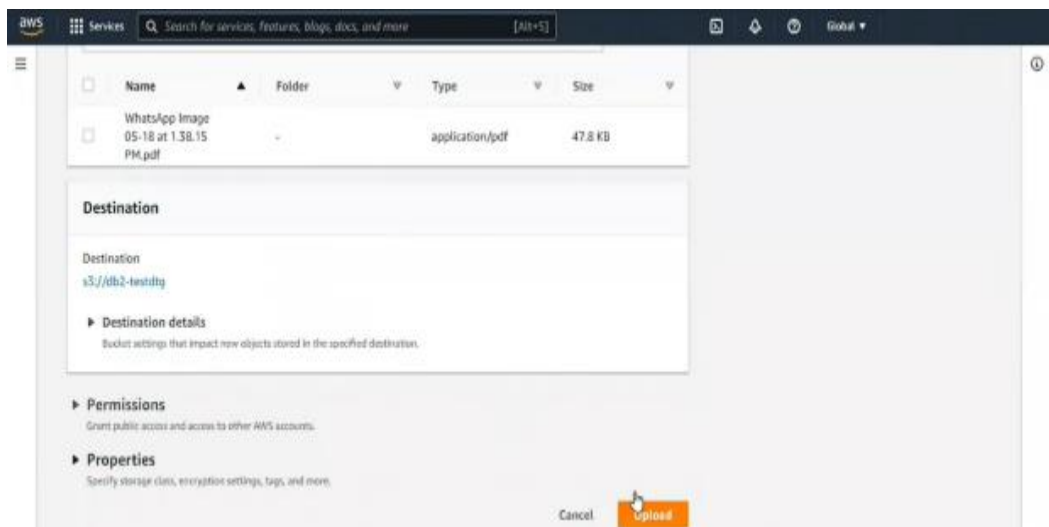 aws Services Search for services, features, blogs, docs, and more [Alt+S] Global
Name Folder Type Size
WhatsApp Image
05-18 at 1.38.15 - application/pdf 47.8 KB
PM.pdf
Destination
Destination
s3://db2-testdtg
Destination details
Bucket settings that impact new objects stored in the specified destination.
Permissions
Grant public access and access to other AWS accounts.
Properties
Specify storage class, encryption settings, tags, and more.
Cancel Upload